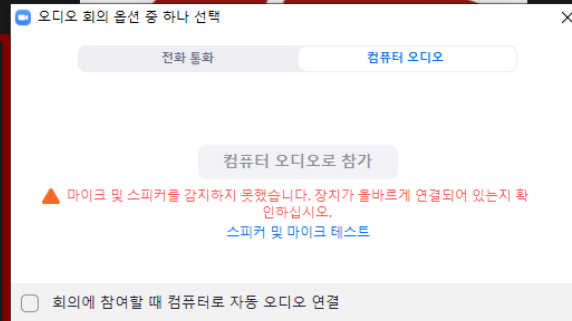 오디오 회의 옵션 중 하나 선택
전화 통화
컴퓨터 오디오
컴퓨터 오디오로 참가
마이크 및 스피커를 감지하지 못했습니다. 장치가 올바르게 연결되어 있는지 확
인하십시오.
스피커 및 마이크 테스트
회의에 참여할 때 컴퓨터로 자동 오디오 연결